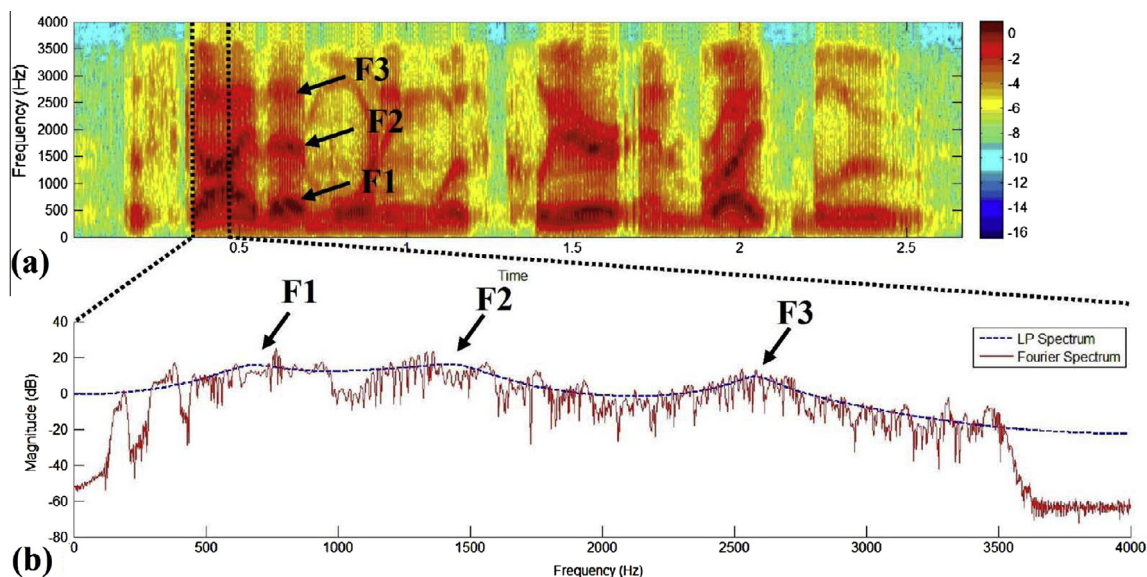 4000
3500
3000
2500
2000
1500
1000
500
0
Frequency (Hz)
F3
F2
F1
0
-2
-4
-6
-8
-10
-12
-14
-16
0.5
1
1.5
2
2.5
Time
(a)
40
20
0
-20
-40
-60
-80
Magnitude (dB)
F1
F2
F3
LP Spectrum
Fourier Spectrum
0
500
1000
1500
2000
2500
3000
3500
4000
Frequency (Hz)
(b)